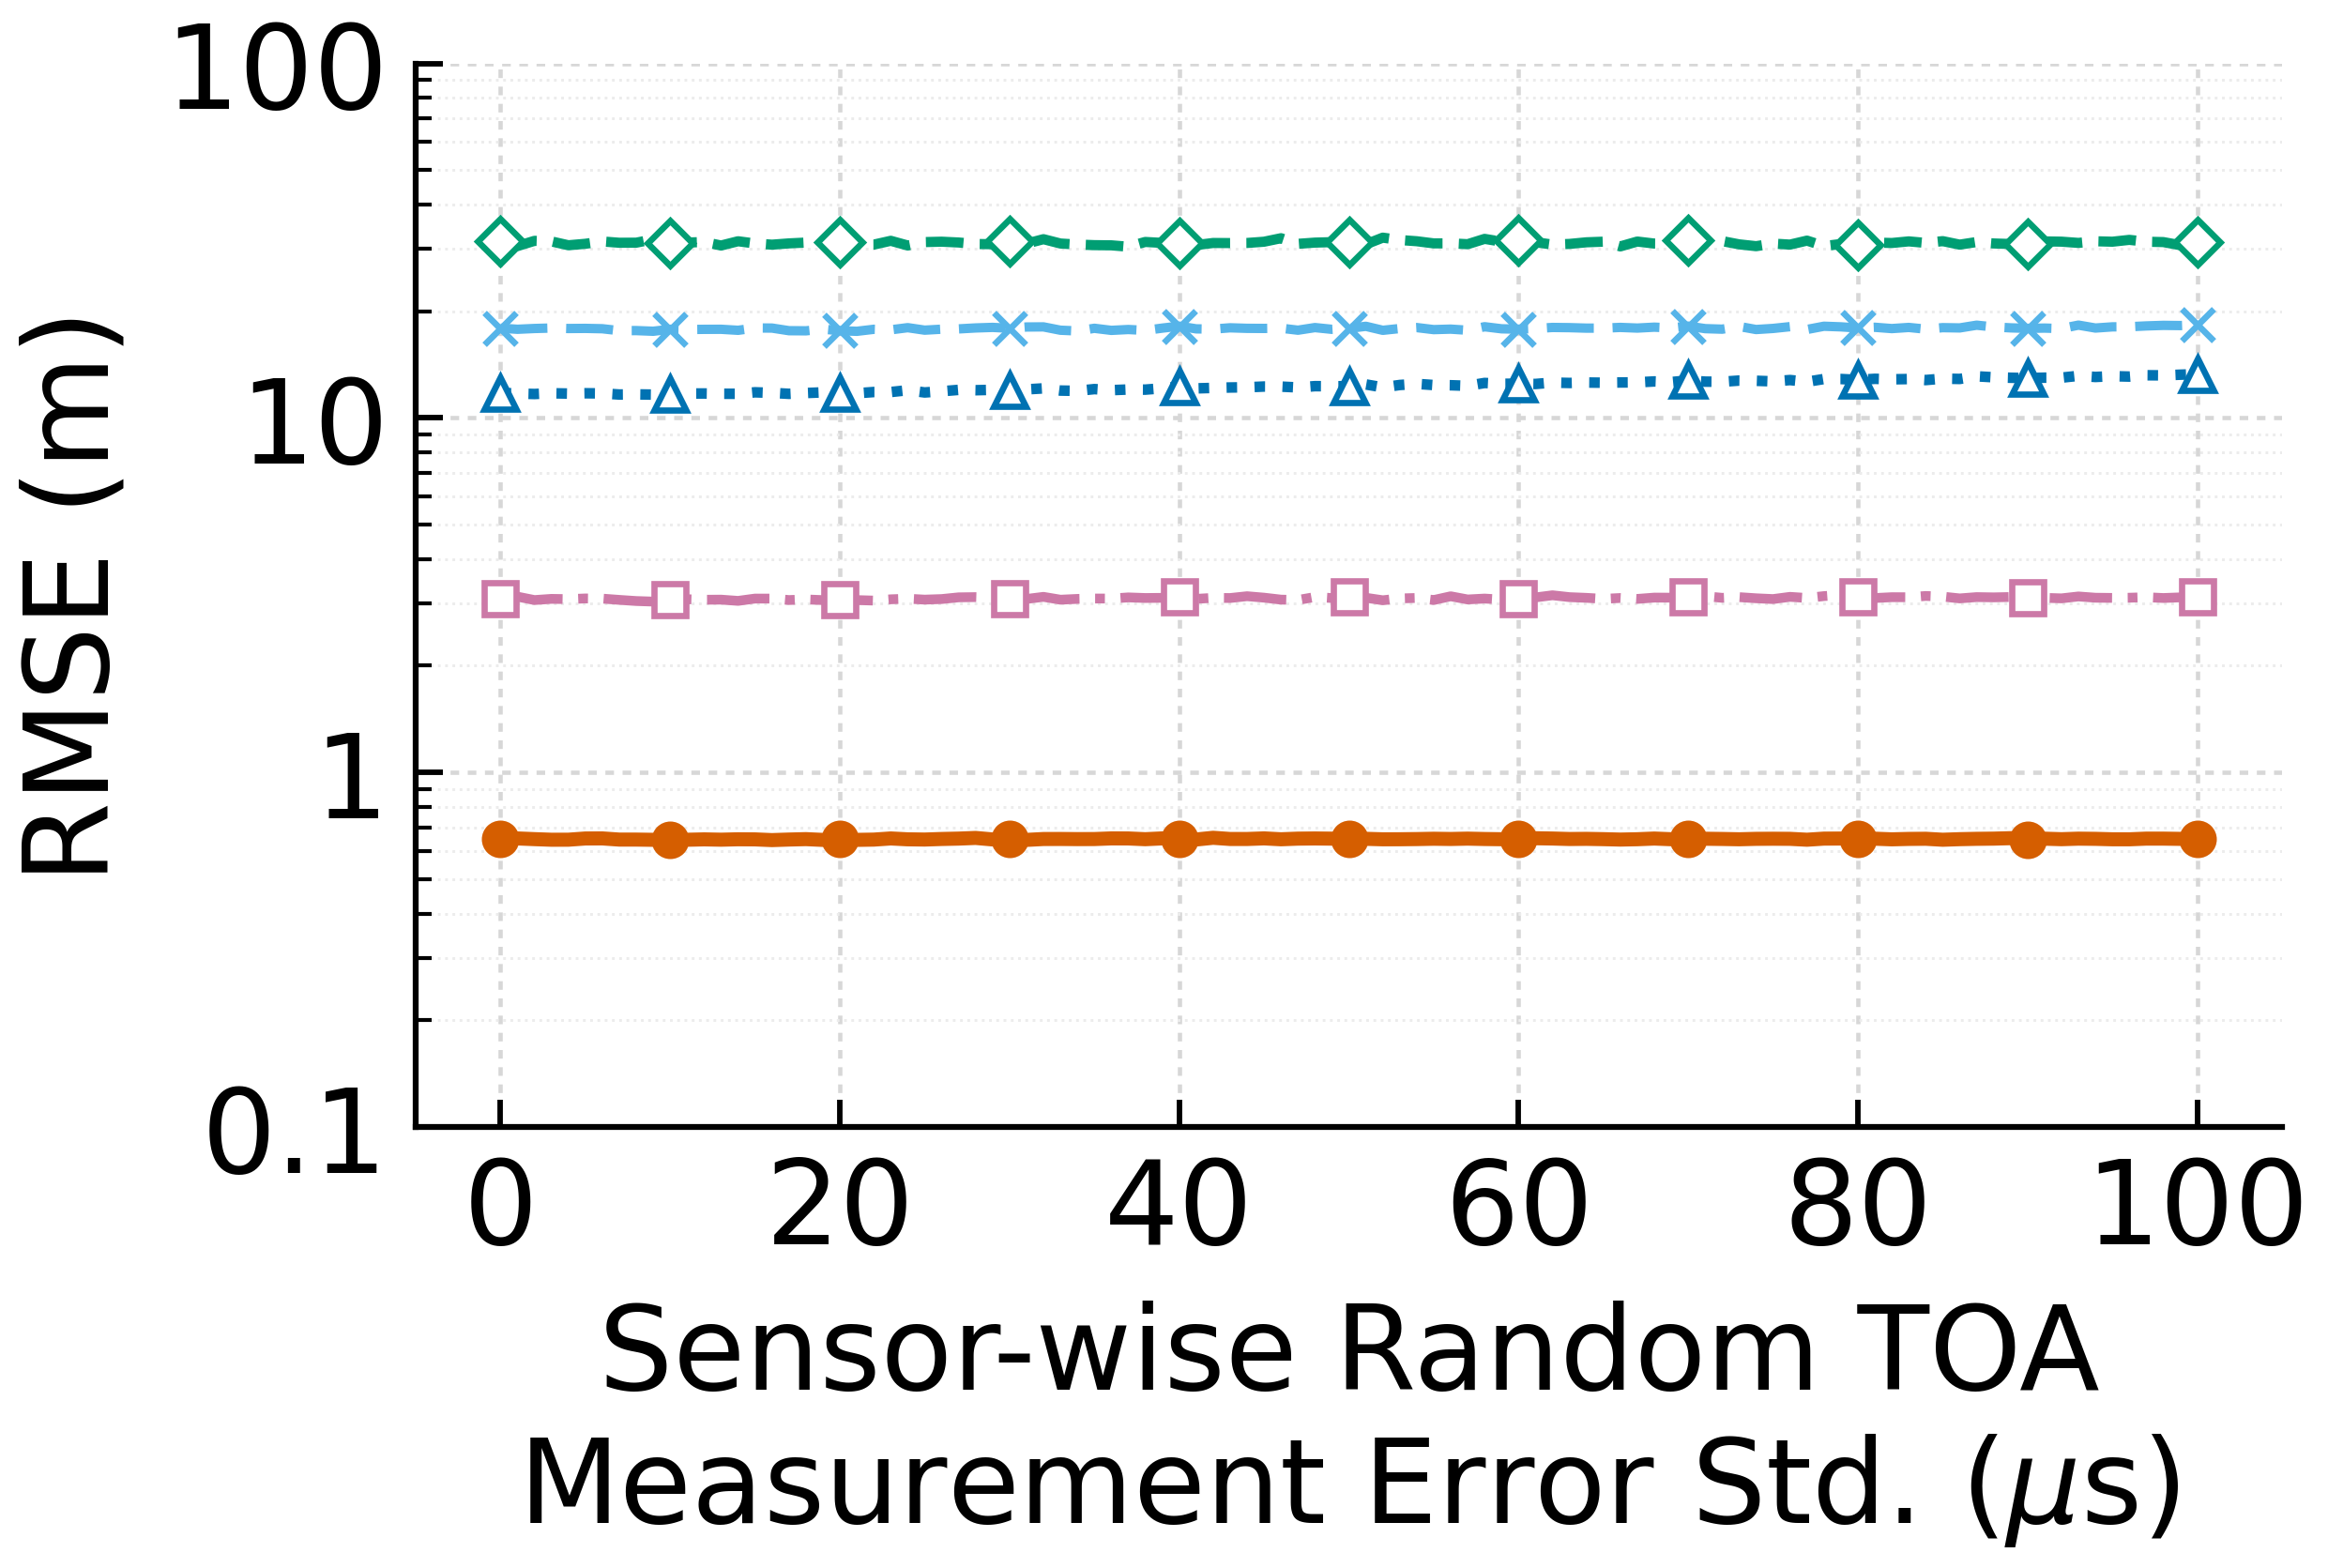 RMSE (m)
100
10
1
0.1
0 20 40 60 80 100
Sensor-wise Random TOA
Measurement Error Std. (μs)